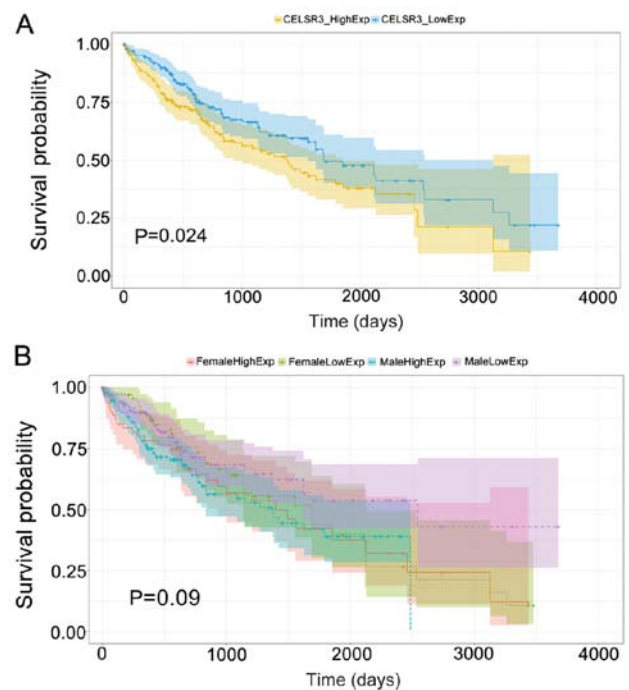 A
CELSR3_HighExp CELSR3_LowExp
Survival probability
1.00
0.75
0.50
0.25
0.00
P=0.024
0 1000 2000 3000 4000
Time (days)
B
FemaleHighExp FemaleLowExp MaleHighExp MaleLowExp
Survival probability
1.00
0.75
0.50
0.25
0.00
P=0.09
0 1000 2000 3000 4000
Time (days)